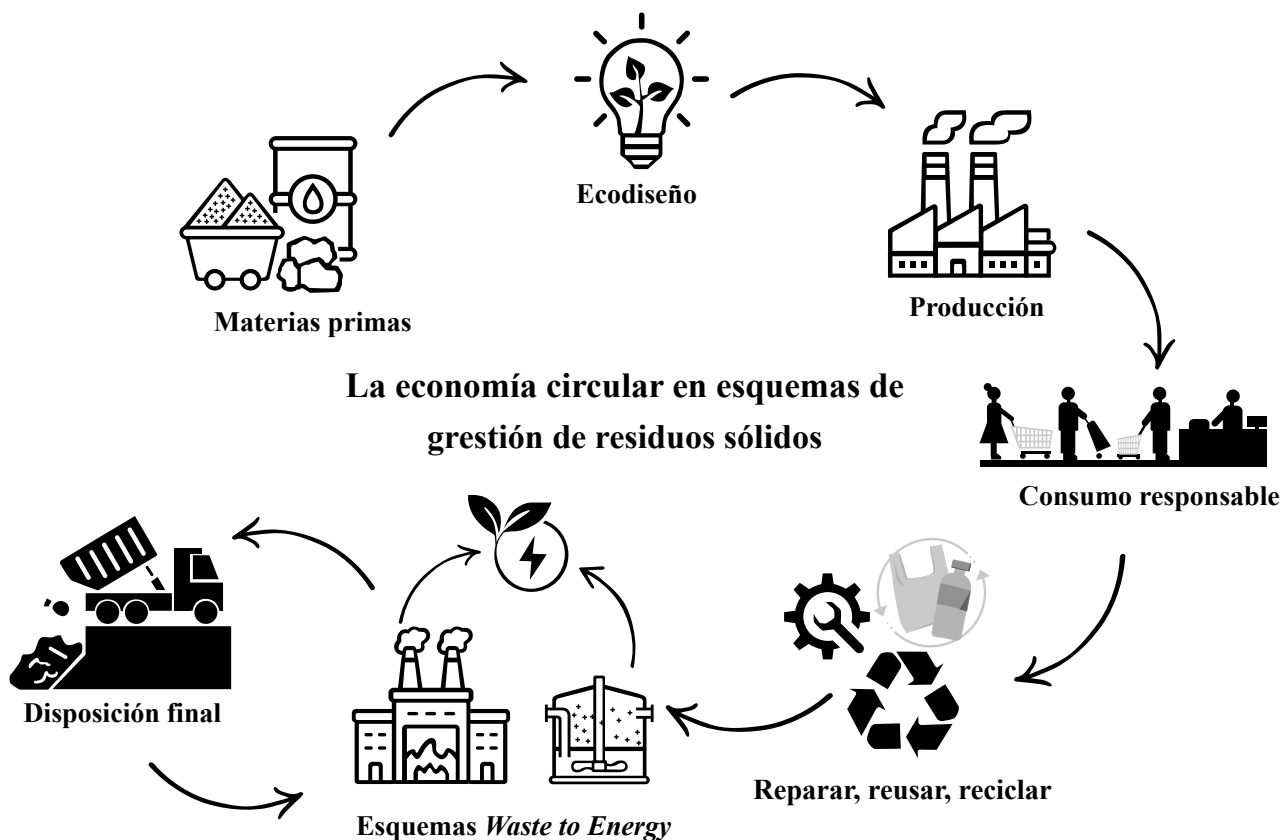 Ecodiseño
Materias primas
Producción
La economía circular en esquemas de
grestión de residuos sólidos
Consumo responsable
Disposición final
Reparar, reusar, reciclar
Esquemas Waste to Energy